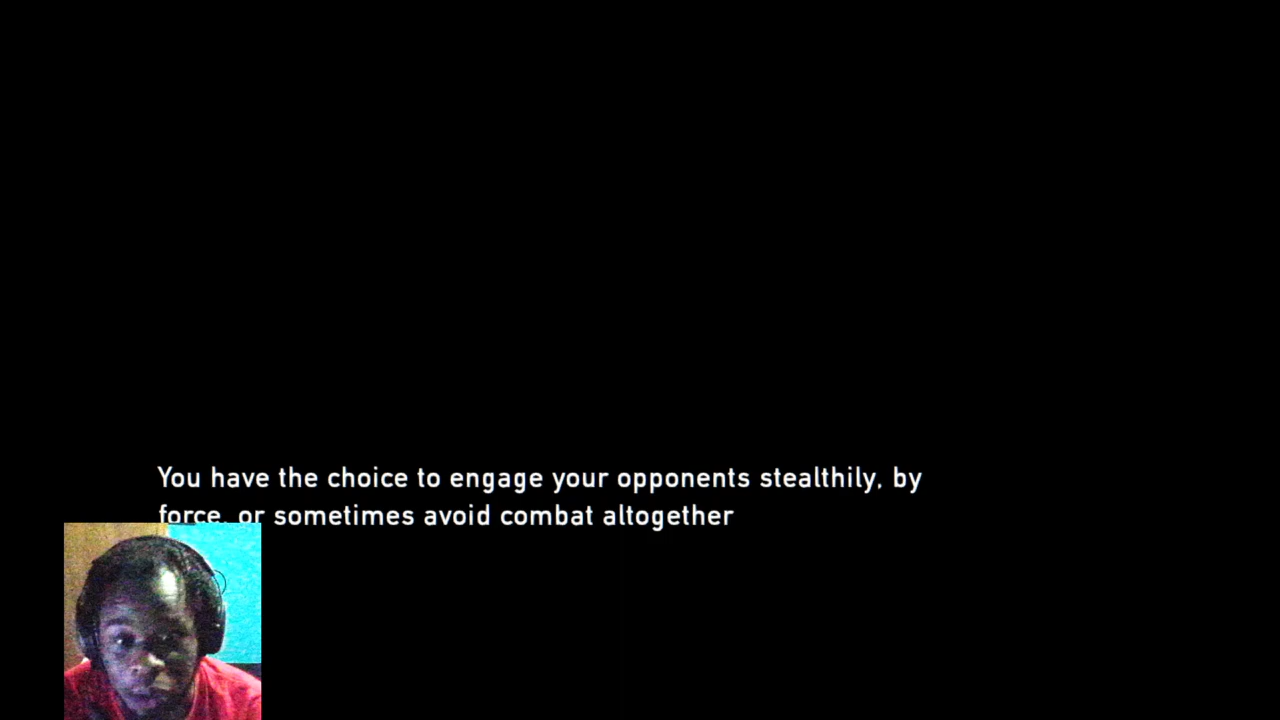 You have the choice to engage your opponents stealthily, by
force, or sometimes avoid combat altogether